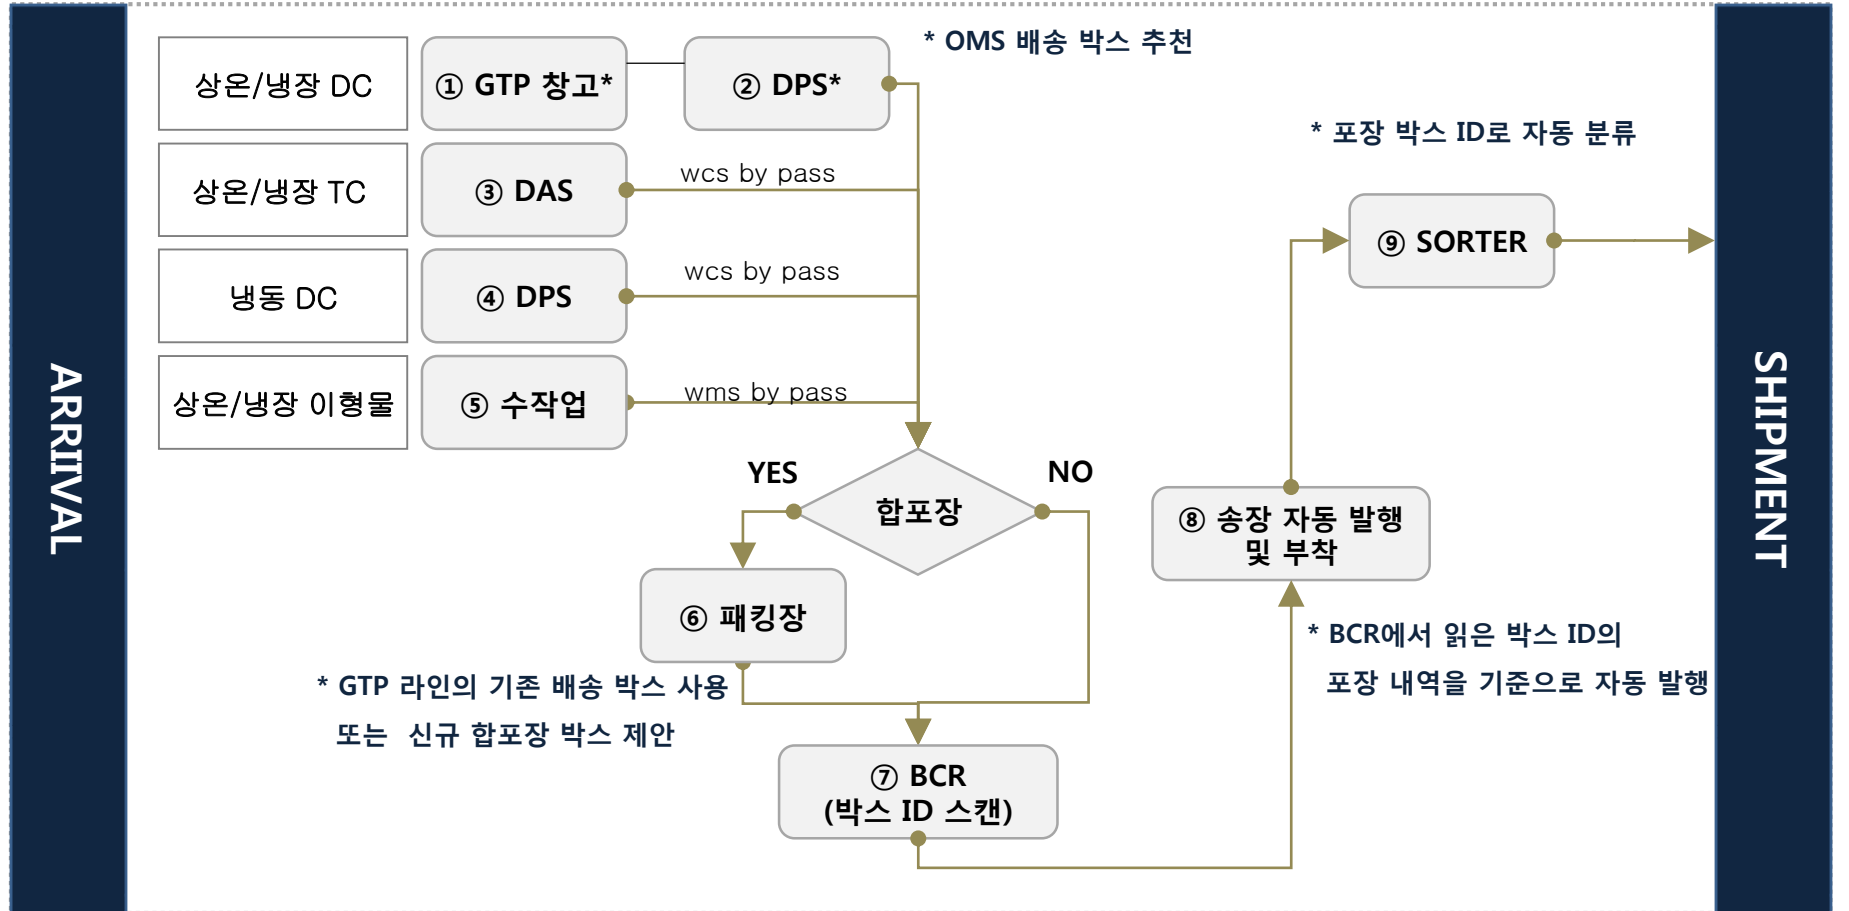 ARRIIVAL
상온/냉장 DC
① GTP 창고*
② DPS*
* OMS 배송 박스 추천
상온/냉장 TC
③ DAS
wcs by pass
냉동 DC
④ DPS
wcs by pass
상온/냉장 이형물
⑤ 수작업
wms by pass
YES
합포장
NO
⑥ 패킹장
* GTP 라인의 기존 배송 박스 사용
또는 신규 합포장 박스 제안
⑦ BCR
(박스 ID 스캔)
⑧ 송장 자동 발행
및 부착
* BCR에서 읽은 박스 ID의
포장 내역을 기준으로 자동 발행
* 포장 박스 ID로 자동 분류
⑨ SORTER
SHIPMENT